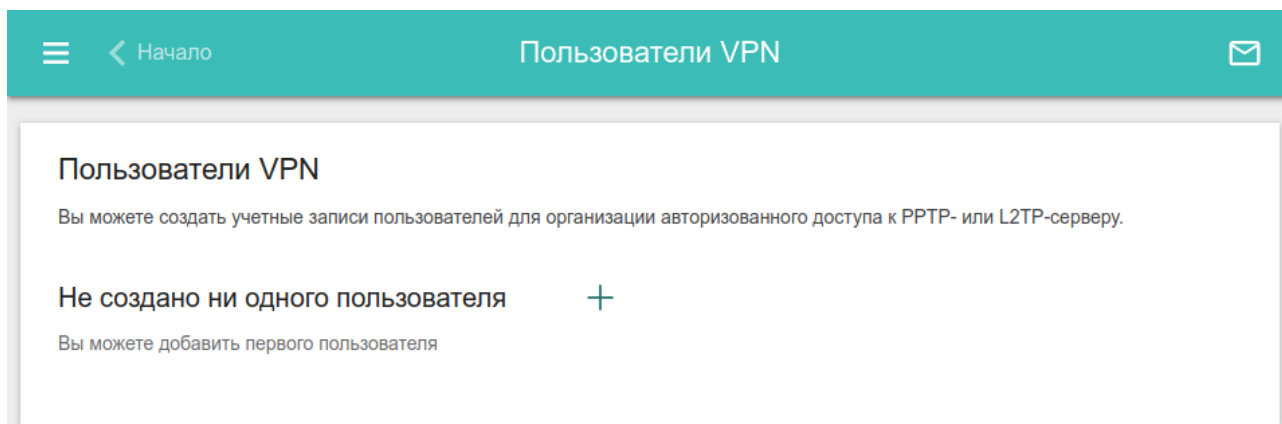 Начало
Пользователи VPN
Пользователи VPN
Вы можете создать учетные записи пользователей для организации авторизованного доступа к PPTP- или L2TP-серверу.
Не создано ни одного пользователя
Вы можете добавить первого пользователя